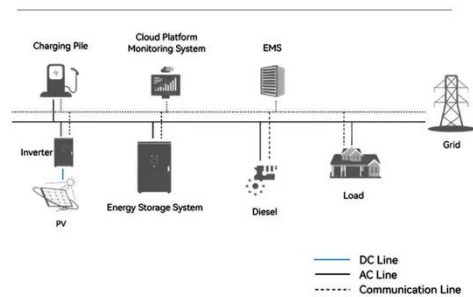 Charging Pile
Cloud Platform
Monitoring System
EMS
Grid
Inverter
PV
Energy Storage System
Diesel
Load
DC Line
AC Line
Communication Line